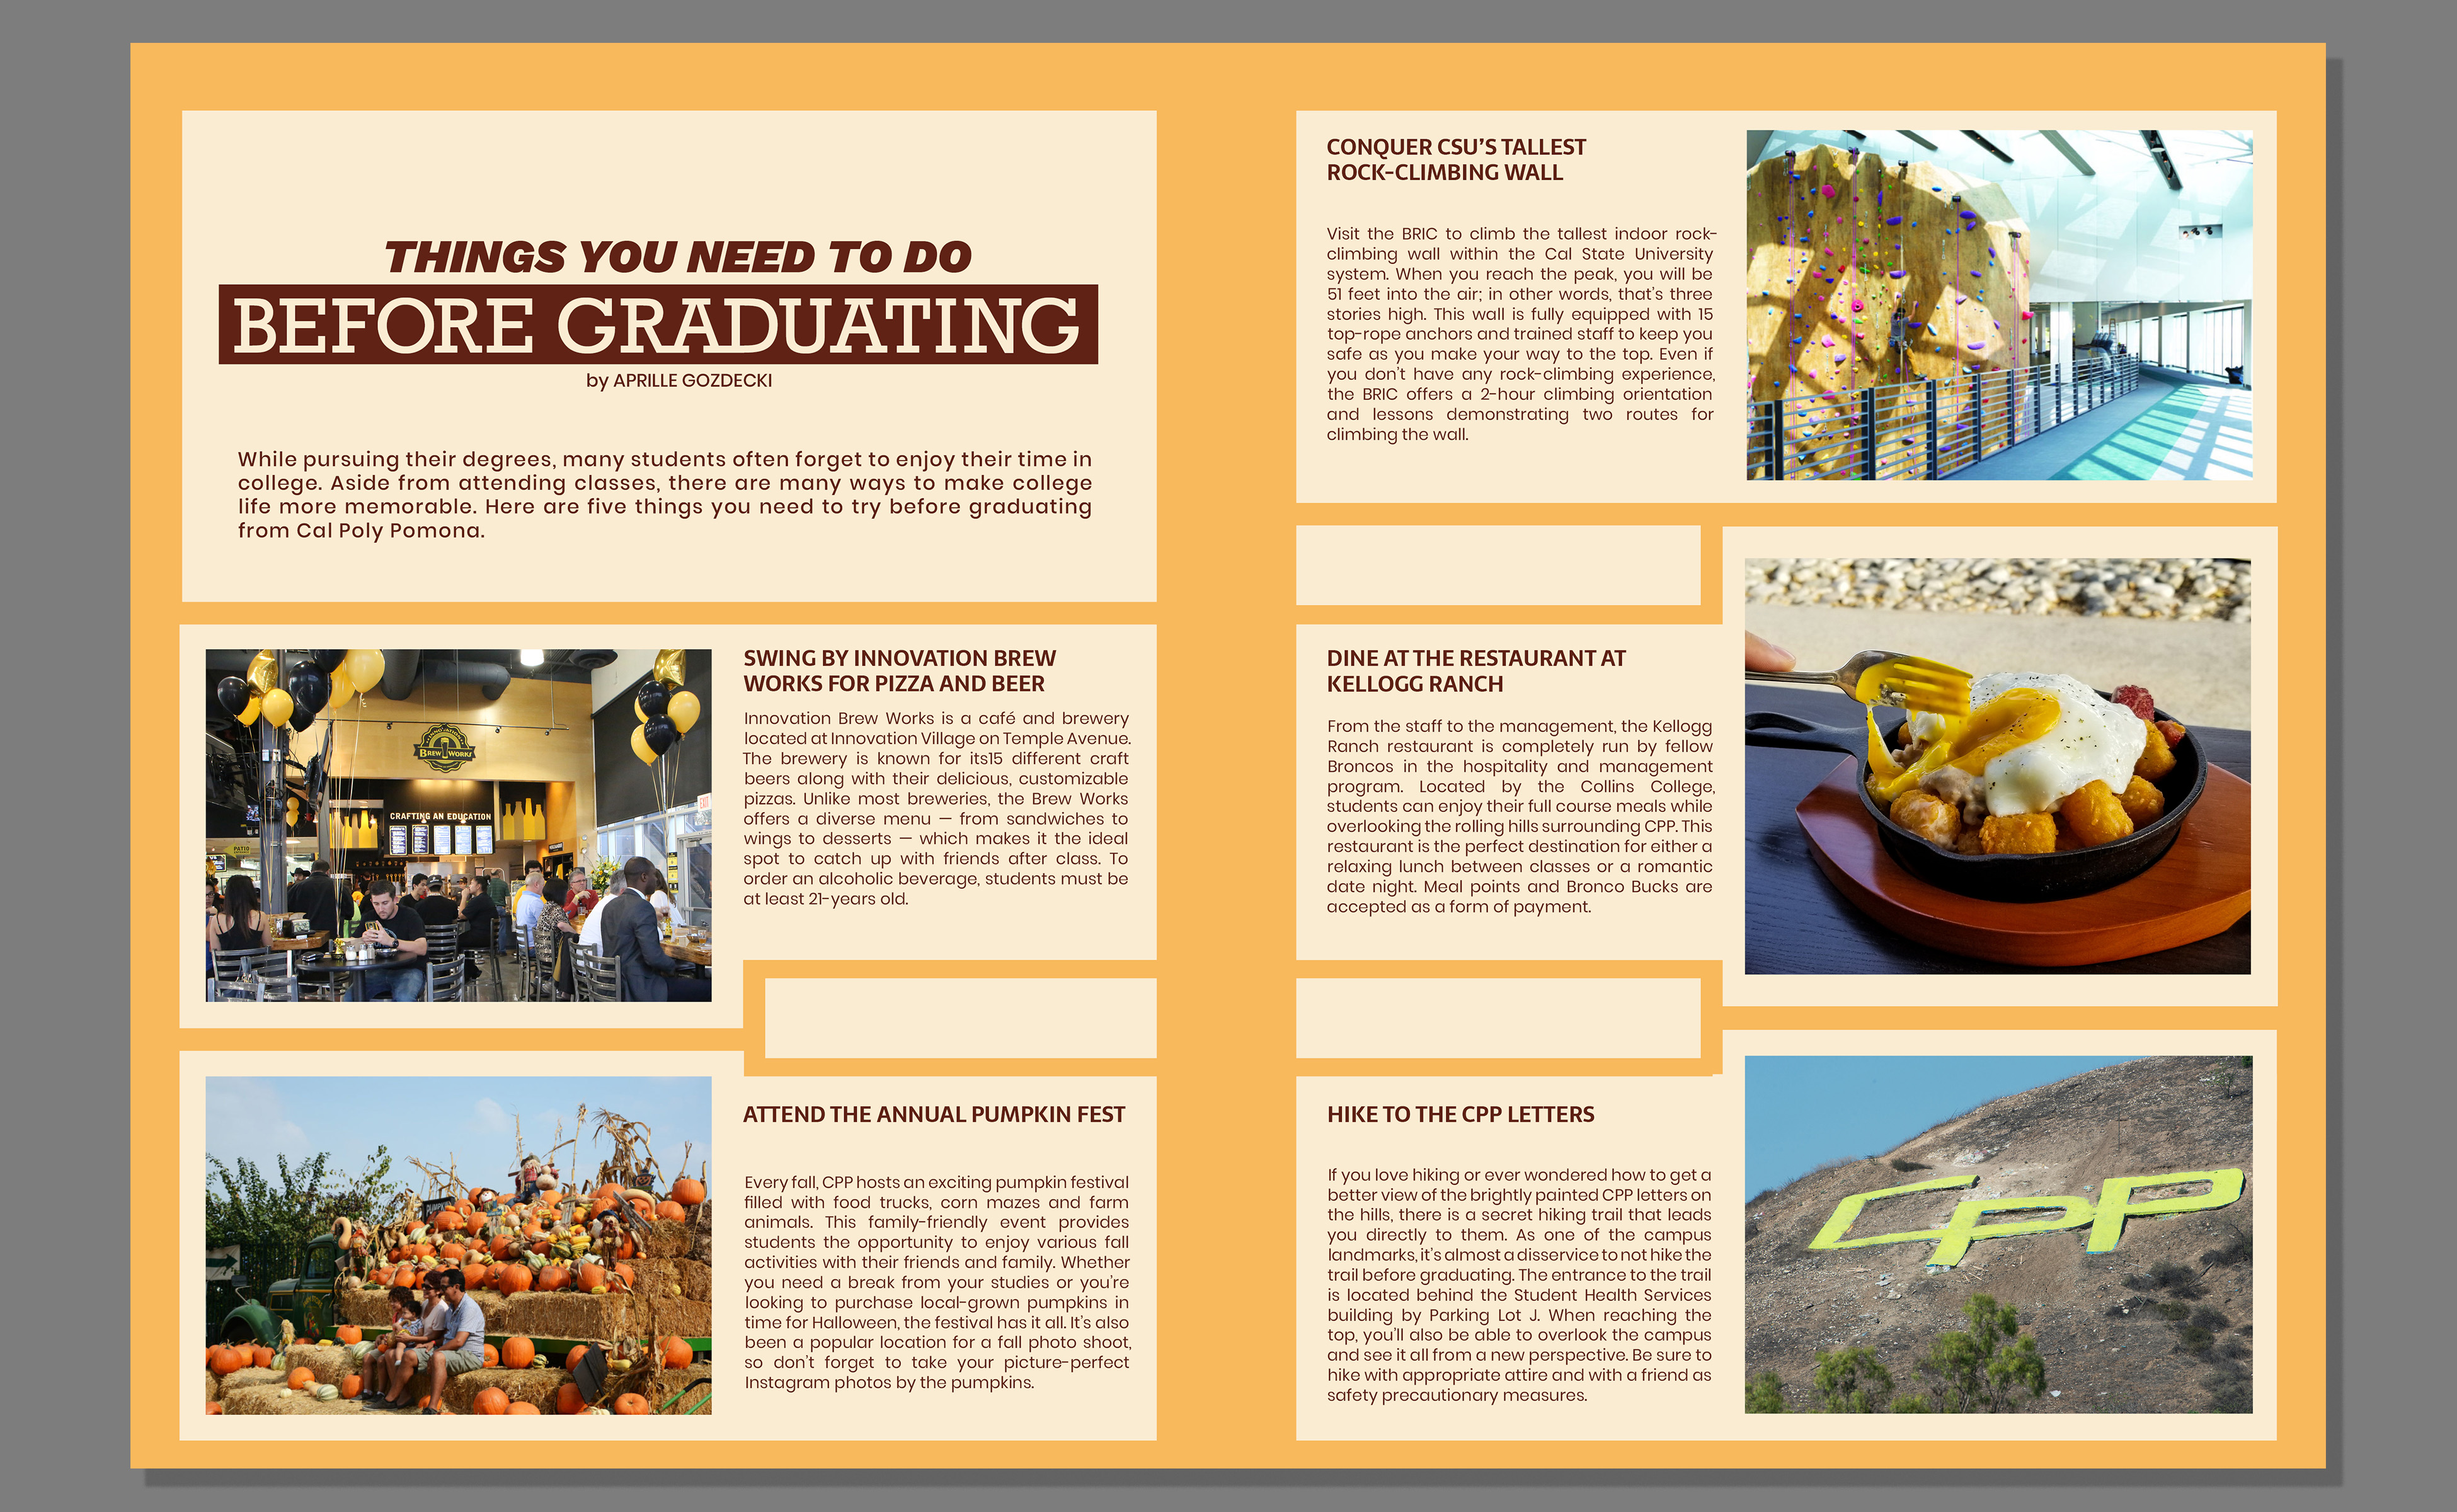 THINGS YOU NEED TO DO
BEFORE GRADUATING
by APRILLE GOZDECKI
While pursuing their degrees, many students often forget to enjoy their time in
college. Aside from attending classes, there are many ways to make college
life more memorable. Here are five things you need to try before graduating
from Cal Poly Pomona.
BREW WORKS
CRAFTING AN EDUCATION
PATIO
EXIT
SWING BY INNOVATION BREW
WORKS FOR PIZZA AND BEER
Innovation Brew Works is a café and brewery
located at Innovation Village on Temple Avenue.
The brewery is known for its15 different craft
beers along with their delicious, customizable
pizzas. Unlike most breweries, the Brew Works
offers a diverse menu — from sandwiches to
wings to desserts — which makes it the ideal
spot to catch up with friends after class. To
order an alcoholic beverage, students must be
at least 21-years old.
ATTEND THE ANNUAL PUMPKIN FEST
Every fall, CPP hosts an exciting pumpkin festival
filled with food trucks, corn mazes and farm
animals. This family-friendly event provides
students the opportunity to enjoy various fall
activities with their friends and family. Whether
you need a break from your studies or you're
looking to purchase local-grown pumpkins in
time for Halloween, the festival has it all. It's also
been a popular location for a fall photo shoot,
so don't forget to take your picture-perfect
Instagram photos by the pumpkins.
CONQUER CSU'S TALLEST
ROCK-CLIMBING WALL
Visit the BRIC to climb the tallest indoor rock-
climbing wall within the Cal State University
system. When you reach the peak, you will be
51 feet into the air; in other words, that's three
stories high. This wall is fully equipped with 15
top-rope anchors and trained staff to keep you
safe as you make your way to the top. Even if
you don't have any rock-climbing experience,
the BRIC offers a 2-hour climbing orientation
and lessons demonstrating two routes for
climbing the wall.
DINE AT THE RESTAURANT AT
KELLOGG RANCH
From the staff to the management, the Kellogg
Ranch restaurant is completely run by fellow
Broncos in the hospitality and management
program. Located by the Collins College,
students can enjoy their full course meals while
overlooking the rolling hills surrounding CPP. This
restaurant is the perfect destination for either a
relaxing lunch between classes or a romantic
date night. Meal points and Bronco Bucks are
accepted as a form of payment.
HIKE TO THE CPP LETTERS
If you love hiking or ever wondered how to get a
better view of the brightly painted CPP letters on
the hills, there is a secret hiking trail that leads
you directly to them. As one of the campus
landmarks, it's almost a disservice to not hike the
trail before graduating. The entrance to the trail
is located behind the Student Health Services
building by Parking Lot J. When reaching the
top, you'll also be able to overlook the campus
and see it all from a new perspective. Be sure to
hike with appropriate attire and with a friend as
safety precautionary measures.
CPP